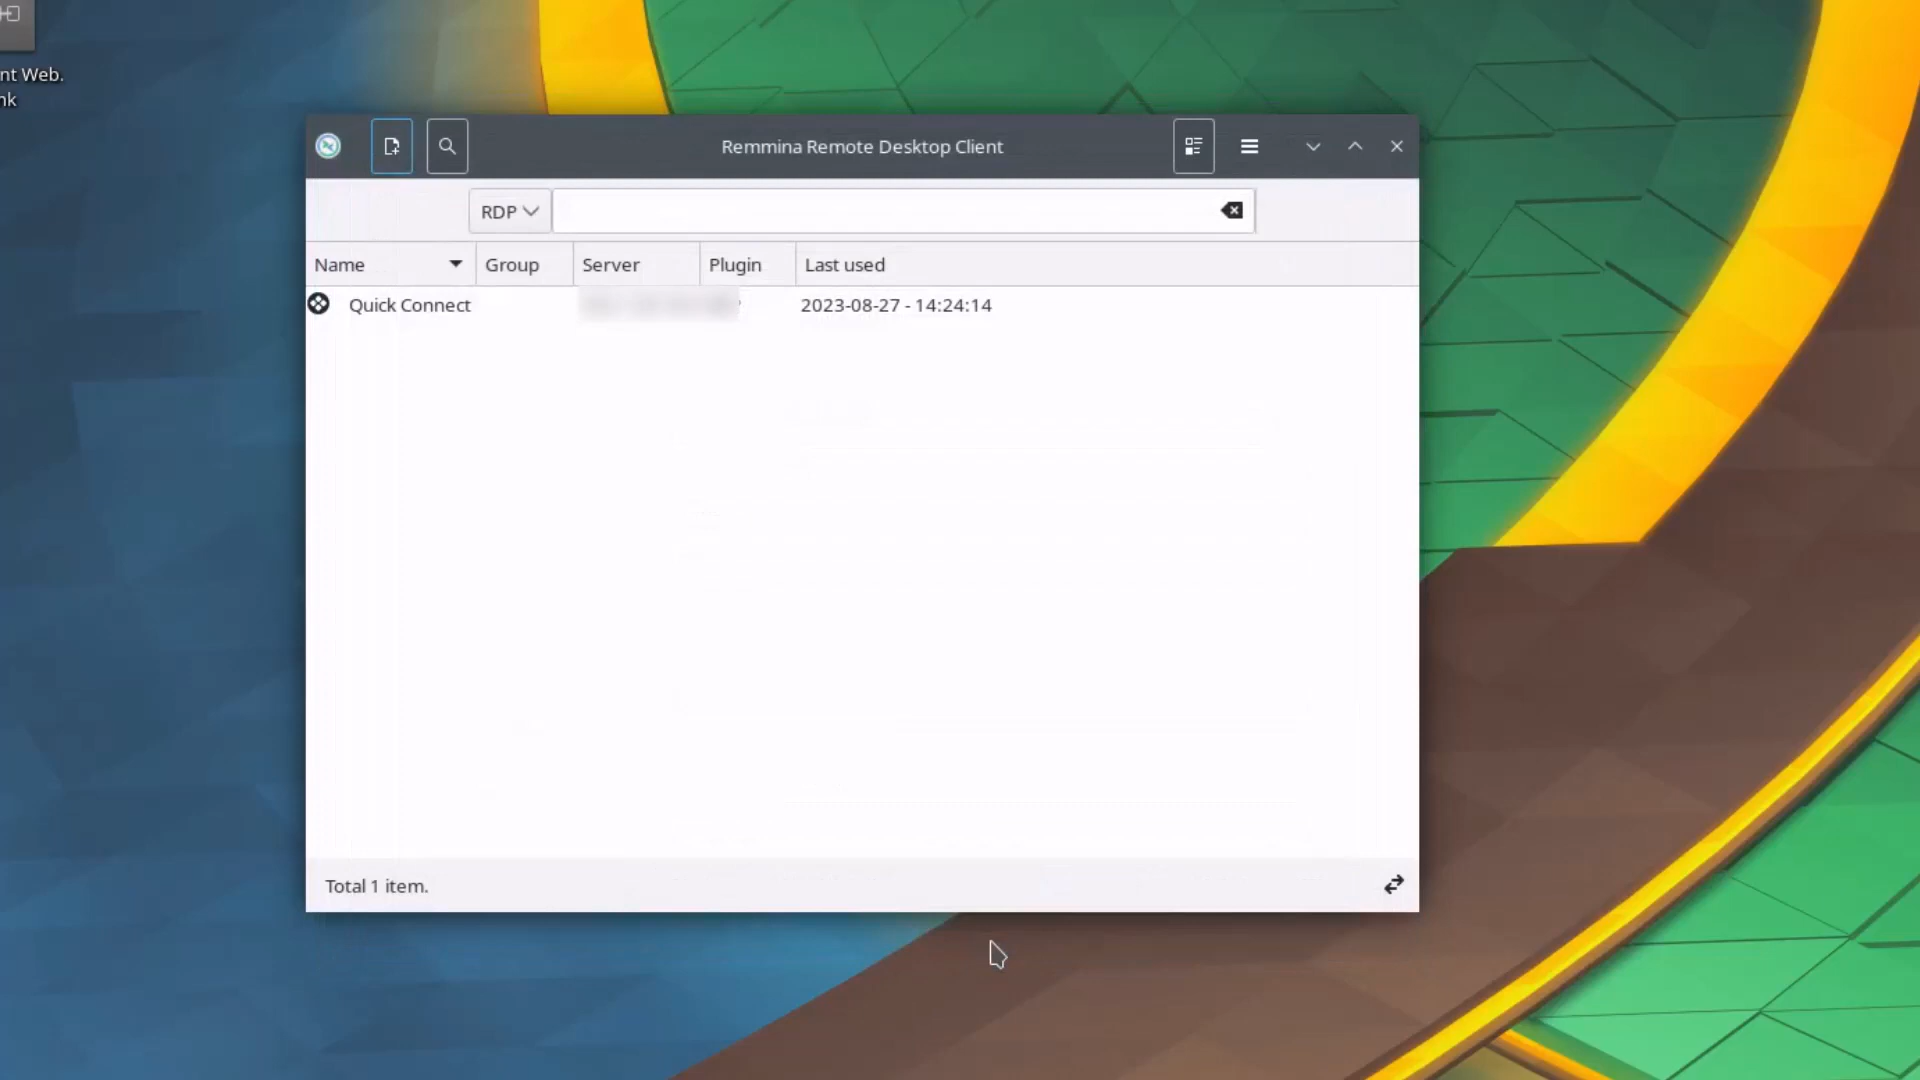 nt Web.
nk
Remmina Remote Desktop Client
RDP
Name Group Server Plugin Last used
Quick Connect 2023-08-27 - 14:24:14
Total 1 item.